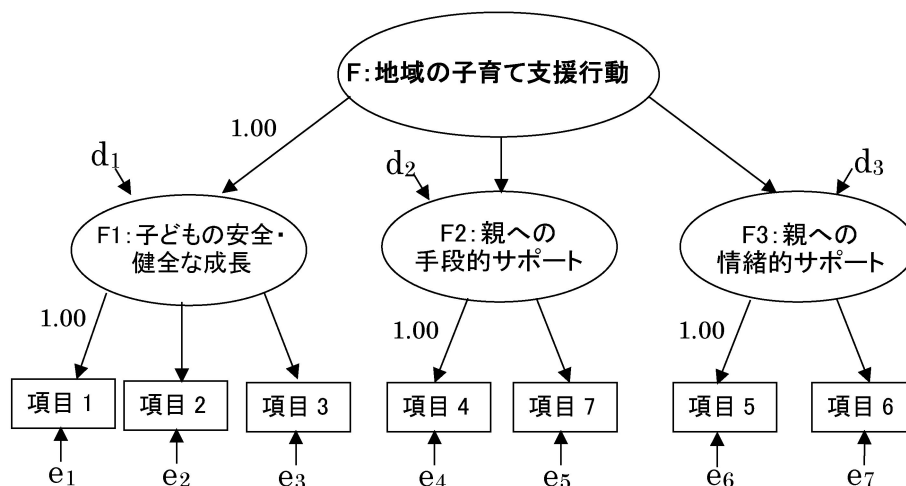 F:地域の子育て支援行動
1.00
d1
d2
d3
F1:子どもの安全・
健全な成長
F2:親への
手段的サポート
F3:親への
情緒的サポート
1.00
1.00
1.00
項目1
項目2
項目3
項目4
項目7
項目5
項目6
e1
e2
e3
e4
e5
e6
e7